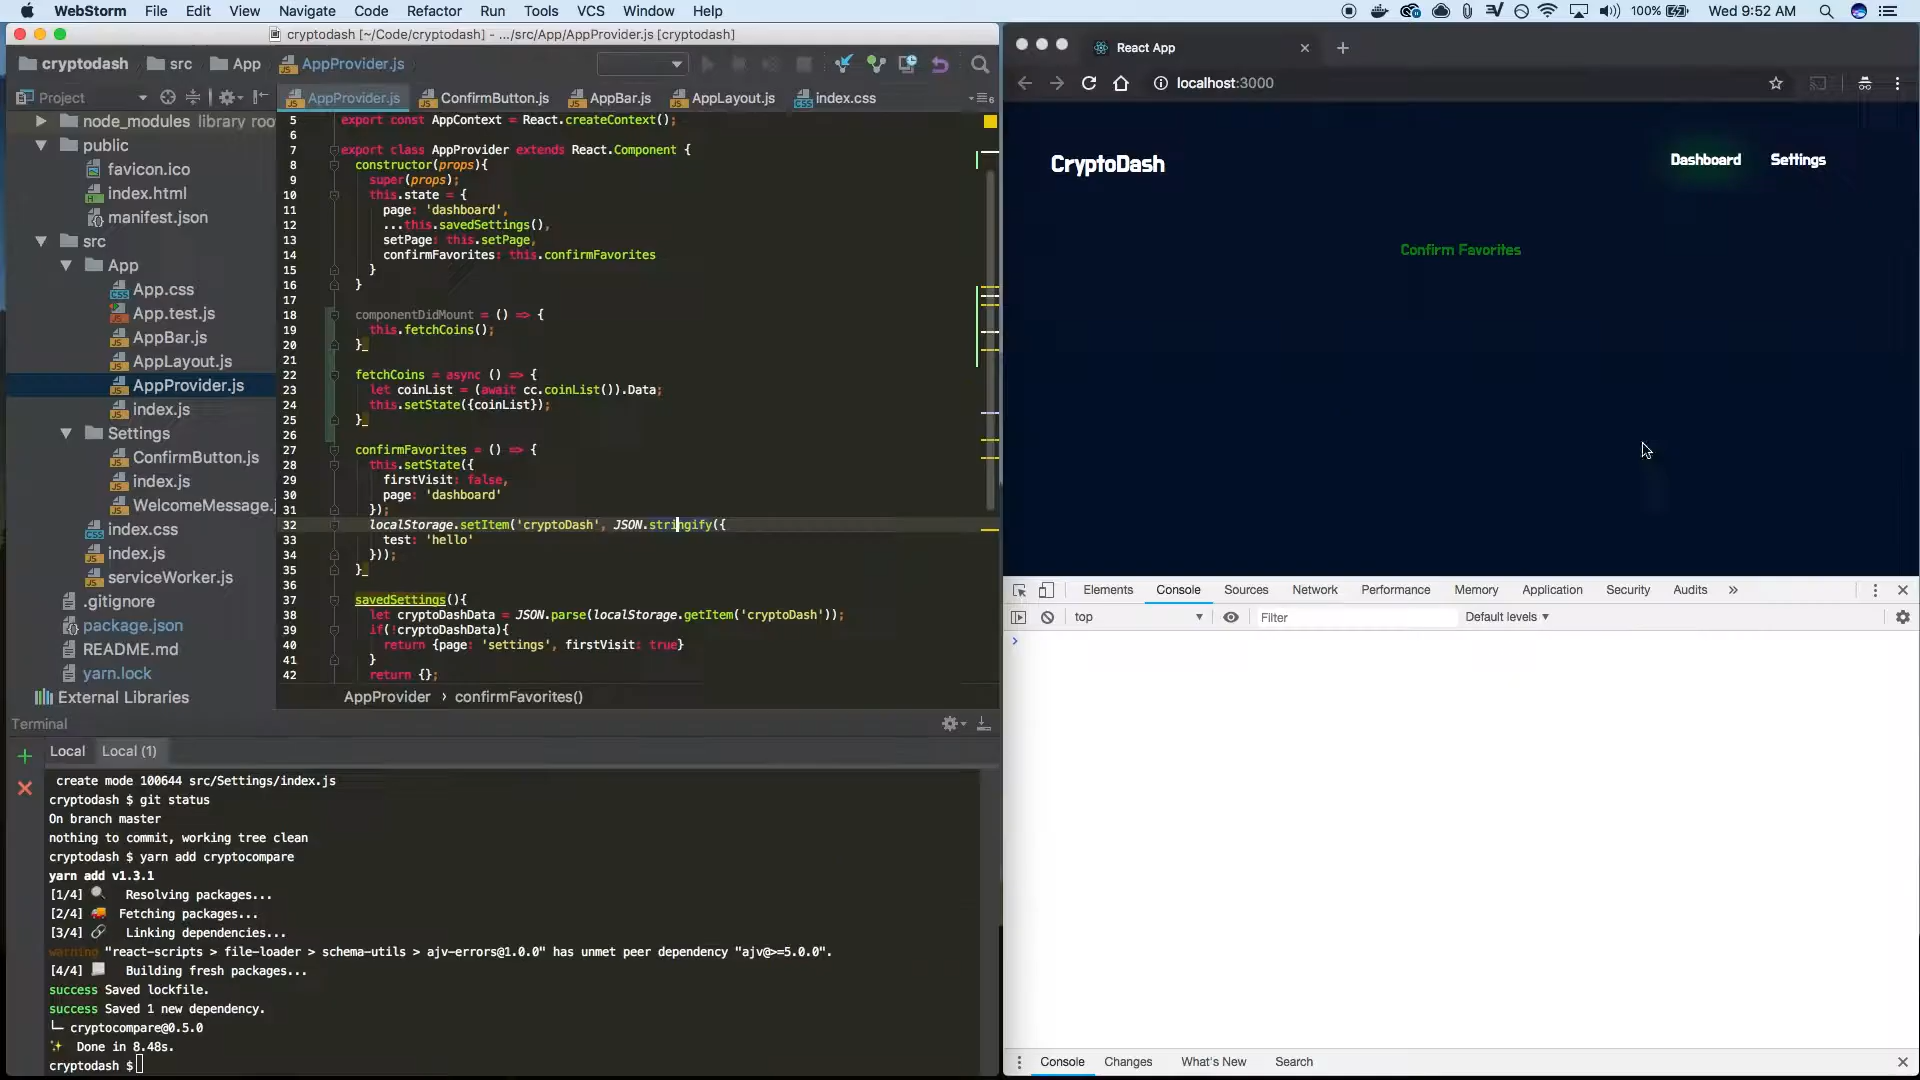 WebStorm File Edit View Navigate Code Refactor Run Tools VCS Window Help
100% Wed 9:52 AM
cryptodash [~/Code/cryptodash] - .../src/App/AppProvider.js [cryptodash]
cryptodash src App AppProvider.js
Project
AppProvider.js ConfirmButton.js AppBar.js AppLayout.js index.css
node_modules library roo
public
favicon.ico
index.html
manifest.json
src
App
App.css
App.test.js
AppBar.js
AppLayout.js
AppProvider.js
index.js
Settings
ConfirmButton.js
index.js
WelcomeMessage.j
index.css
index.js
serviceWorker.js
.gitignore
package.json
README.md
yarn.lock
External Libraries
5 export const AppContext = React.createContext();
6
7 export class AppProvider extends React.Component {
8 constructor(props){
9 super(props);
10 this.state = {
11 page: 'dashboard',
12 ...this.savedSettings(),
13 setPage: this.setPage,
14 confirmFavorites: this.confirmFavorites
15 }
16 }
17
18 componentDidMount = () => {
19 this.fetchCoins();
20 }
21
22 fetchCoins = async () => {
23 let coinList = (await cc.coinList()).Data;
24 this.setState({coinList});
25 }
26
27 confirmFavorites = () => {
28 this.setState({
29 firstVisit: false,
30 page: 'dashboard'
31 });
32 localStorage.setItem('cryptoDash', JSON.stringify({
33 test: 'hello'
34 }));
35 }
36
37 savedSettings(){
38 let cryptoDashData = JSON.parse(localStorage.getItem('cryptoDash'));
39 if(!cryptoDashData){
40 return {page: 'settings', firstVisit: true}
41 }
42 return {};
AppProvider › confirmFavorites()
Terminal
Local Local (1)
create mode 100644 src/Settings/index.js
cryptodash $ git status
On branch master
nothing to commit, working tree clean
cryptodash $ yarn add cryptocompare
yarn add v1.3.1
[1/4] Resolving packages...
[2/4] Fetching packages...
[3/4] Linking dependencies...
warning "react-scripts > file-loader > schema-utils > ajv-errors@1.0.0" has unmet peer dependency "ajv@>=5.0.0".
[4/4] Building fresh packages...
success Saved lockfile.
success Saved 1 new dependency.
└─ cryptocompare@0.5.0
Done in 8.48s.
cryptodash $
React App
localhost:3000
CryptoDash Dashboard Settings
Confirm Favorites
Elements Console Sources Network Performance Memory Application Security Audits »
top Filter Default levels
Console Changes What's New Search